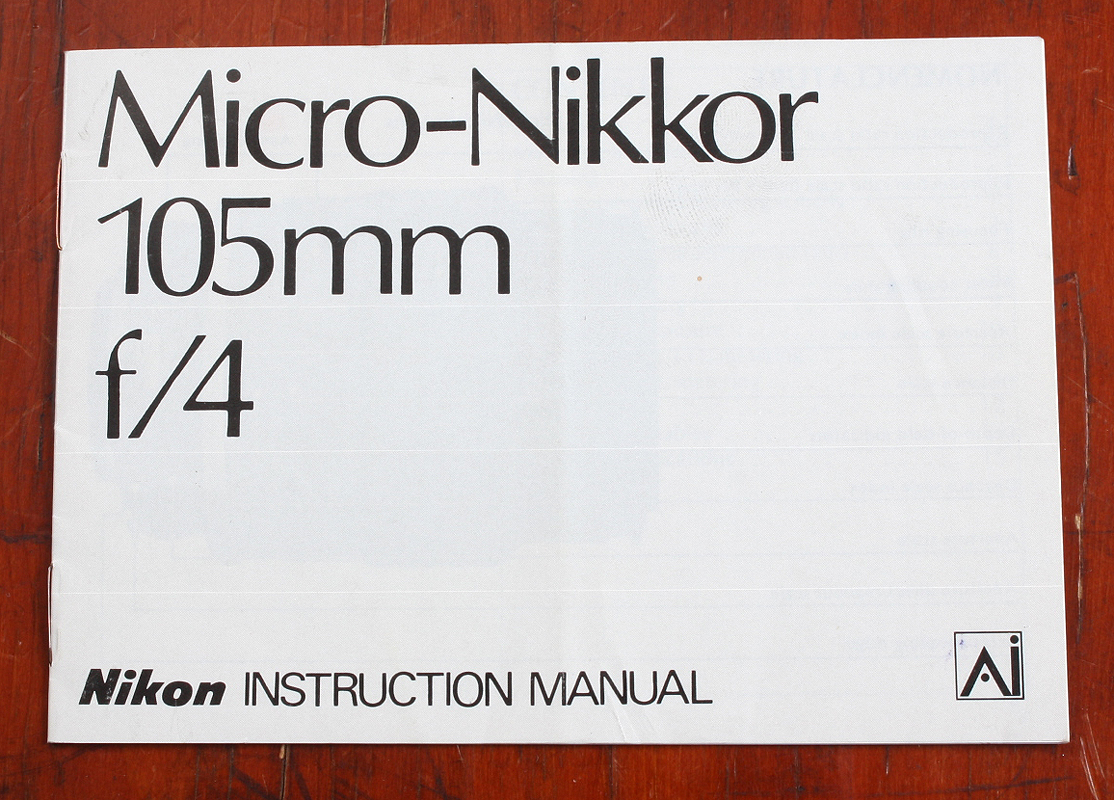 Micro-Nikkor
105mm
f/4
Nikon INSTRUCTION MANUAL
Ai